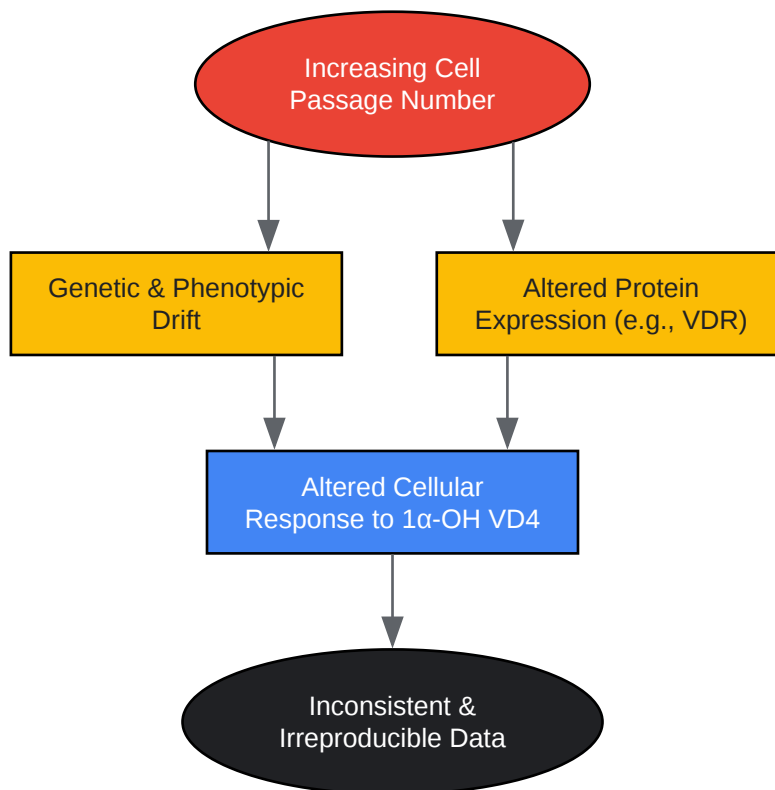 Increasing Cell
Passage Number
Genetic & Phenotypic
Drift
Altered Protein
Expression (e.g., VDR)
Altered Cellular
Response to 1α-OH VD4
Inconsistent &
Irreproducible Data